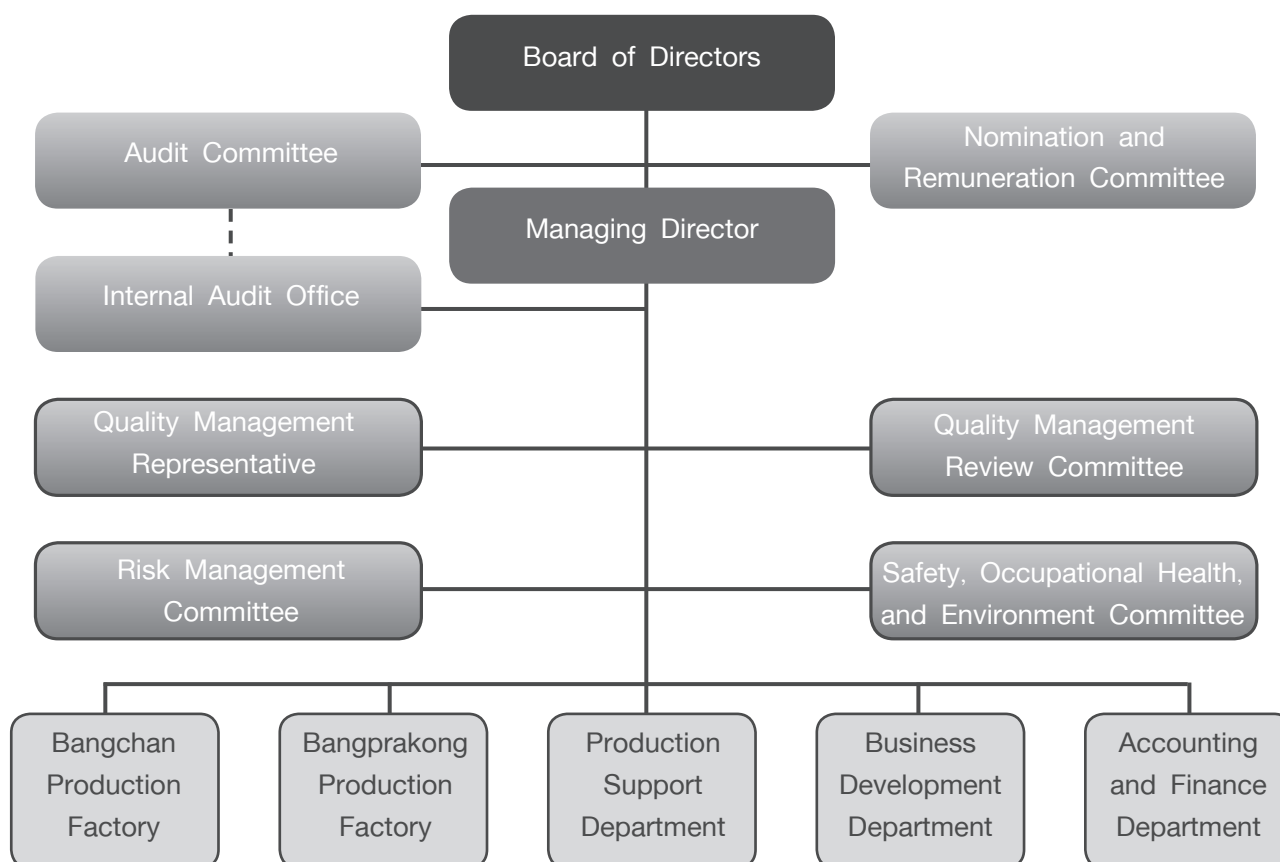 Board of Directors
Audit Committee
Nomination and
Remuneration Committee
Managing Director
Internal Audit Office
Quality Management
Representative
Quality Management
Review Committee
Risk Management
Committee
Safety, Occupational Health,
and Environment Committee
Bangchan
Production
Factory
Bangprakong
Production
Factory
Production
Support
Department
Business
Development
Department
Accounting
and Finance
Department